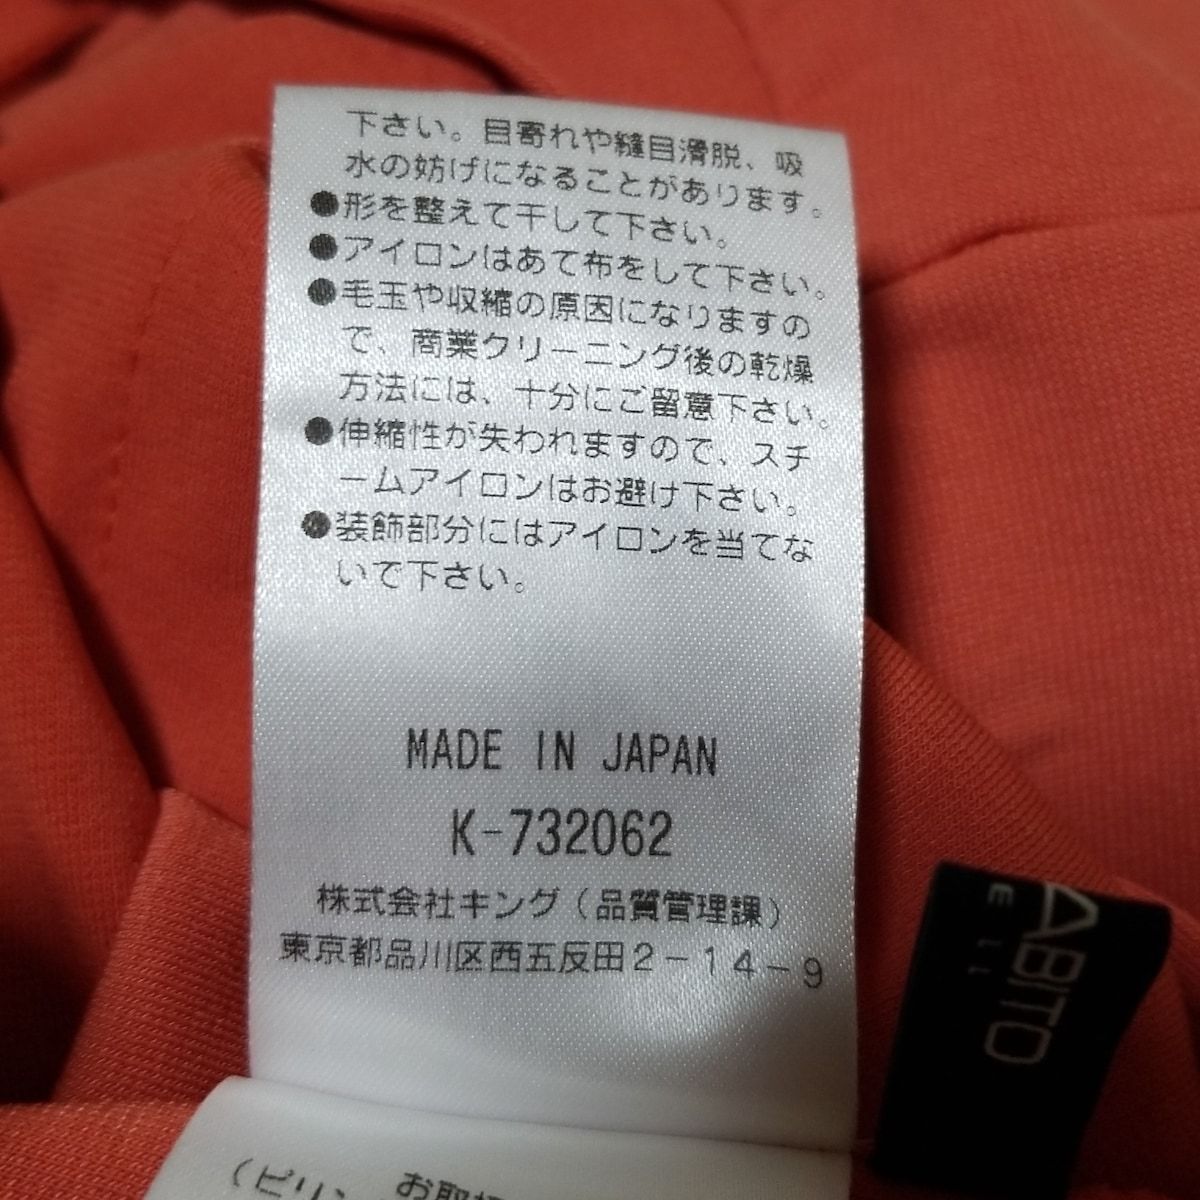 下さい。目寄れや縫目滑脱、吸
水の妨げになることがあります。
●形を整えて干して下さい。
●アイロンはあて布をして下さい。
●毛玉や収縮の原因になりますの
で、商業クリーニング後の乾燥
方法には、十分にご留意下さい。
●伸縮性が失われますので、スチ
ームアイロンはお避け下さい。
●装飾部分にはアイロンを当てな
いで下さい。
MADE IN JAPAN
K-732062
株式会社キング(品質管理課)
東京都品川区西五反田2-14-9
ABITO
ELL
お取扱
(ピリン